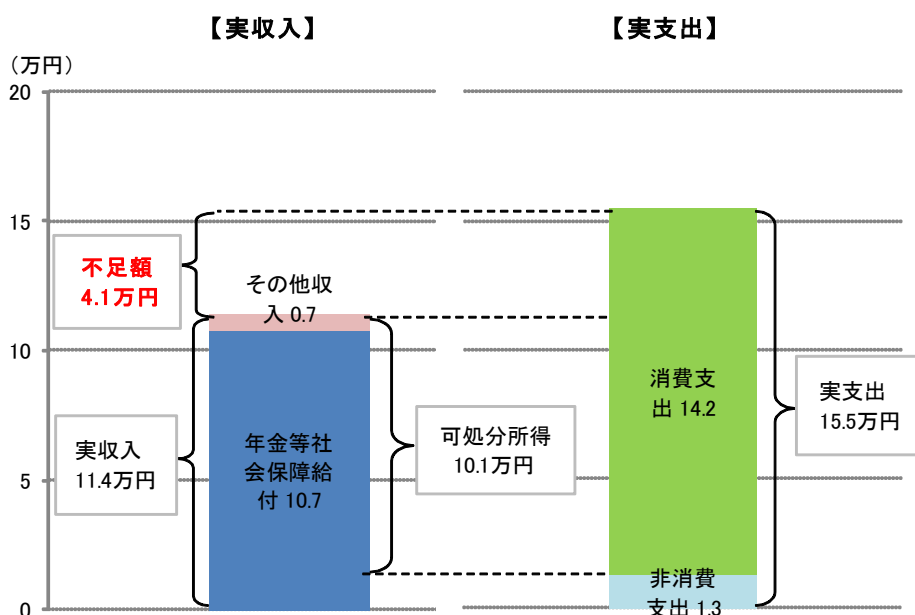 【実収入】
【実支出】
（万円）
20
15
10
5
0
不足額
4.1万円
その他収
入 0.7
実収入
11.4万円
年金等社
会保障給
付 10.7
可処分所得
10.1万円
消費支
出 14.2
実支出
15.5万円
非消費
支出 1.3